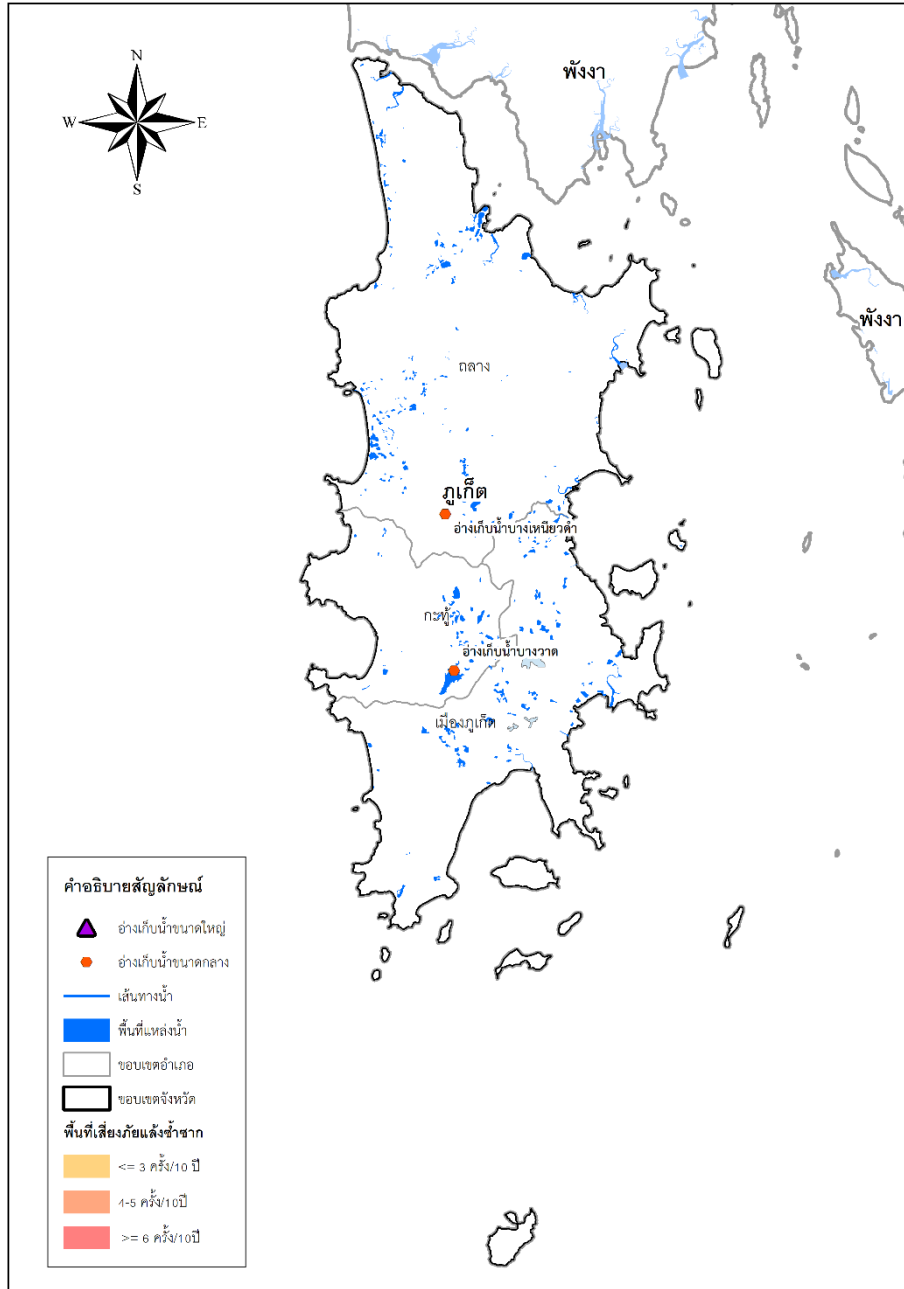 N
W E
S
พังงา
พังงา
ถลาง
ภูเก็ต
อ่างเก็บน้ำบางเหนียวดำ
กะทู้
อ่างเก็บน้ำบางวาด
เมืองภูเก็ต
คำอธิบายสัญลักษณ์
อ่างเก็บน้ำขนาดใหญ่
อ่างเก็บน้ำขนาดกลาง
เส้นทางน้ำ
พื้นที่แหล่งน้ำ
ขอบเขตอำเภอ
ขอบเขตจังหวัด
พื้นที่เสี่ยงภัยแล้งซ้ำซาก
<= 3 ครั้ง/10 ปี
4-5 ครั้ง/10ปี
>= 6 ครั้ง/10ปี